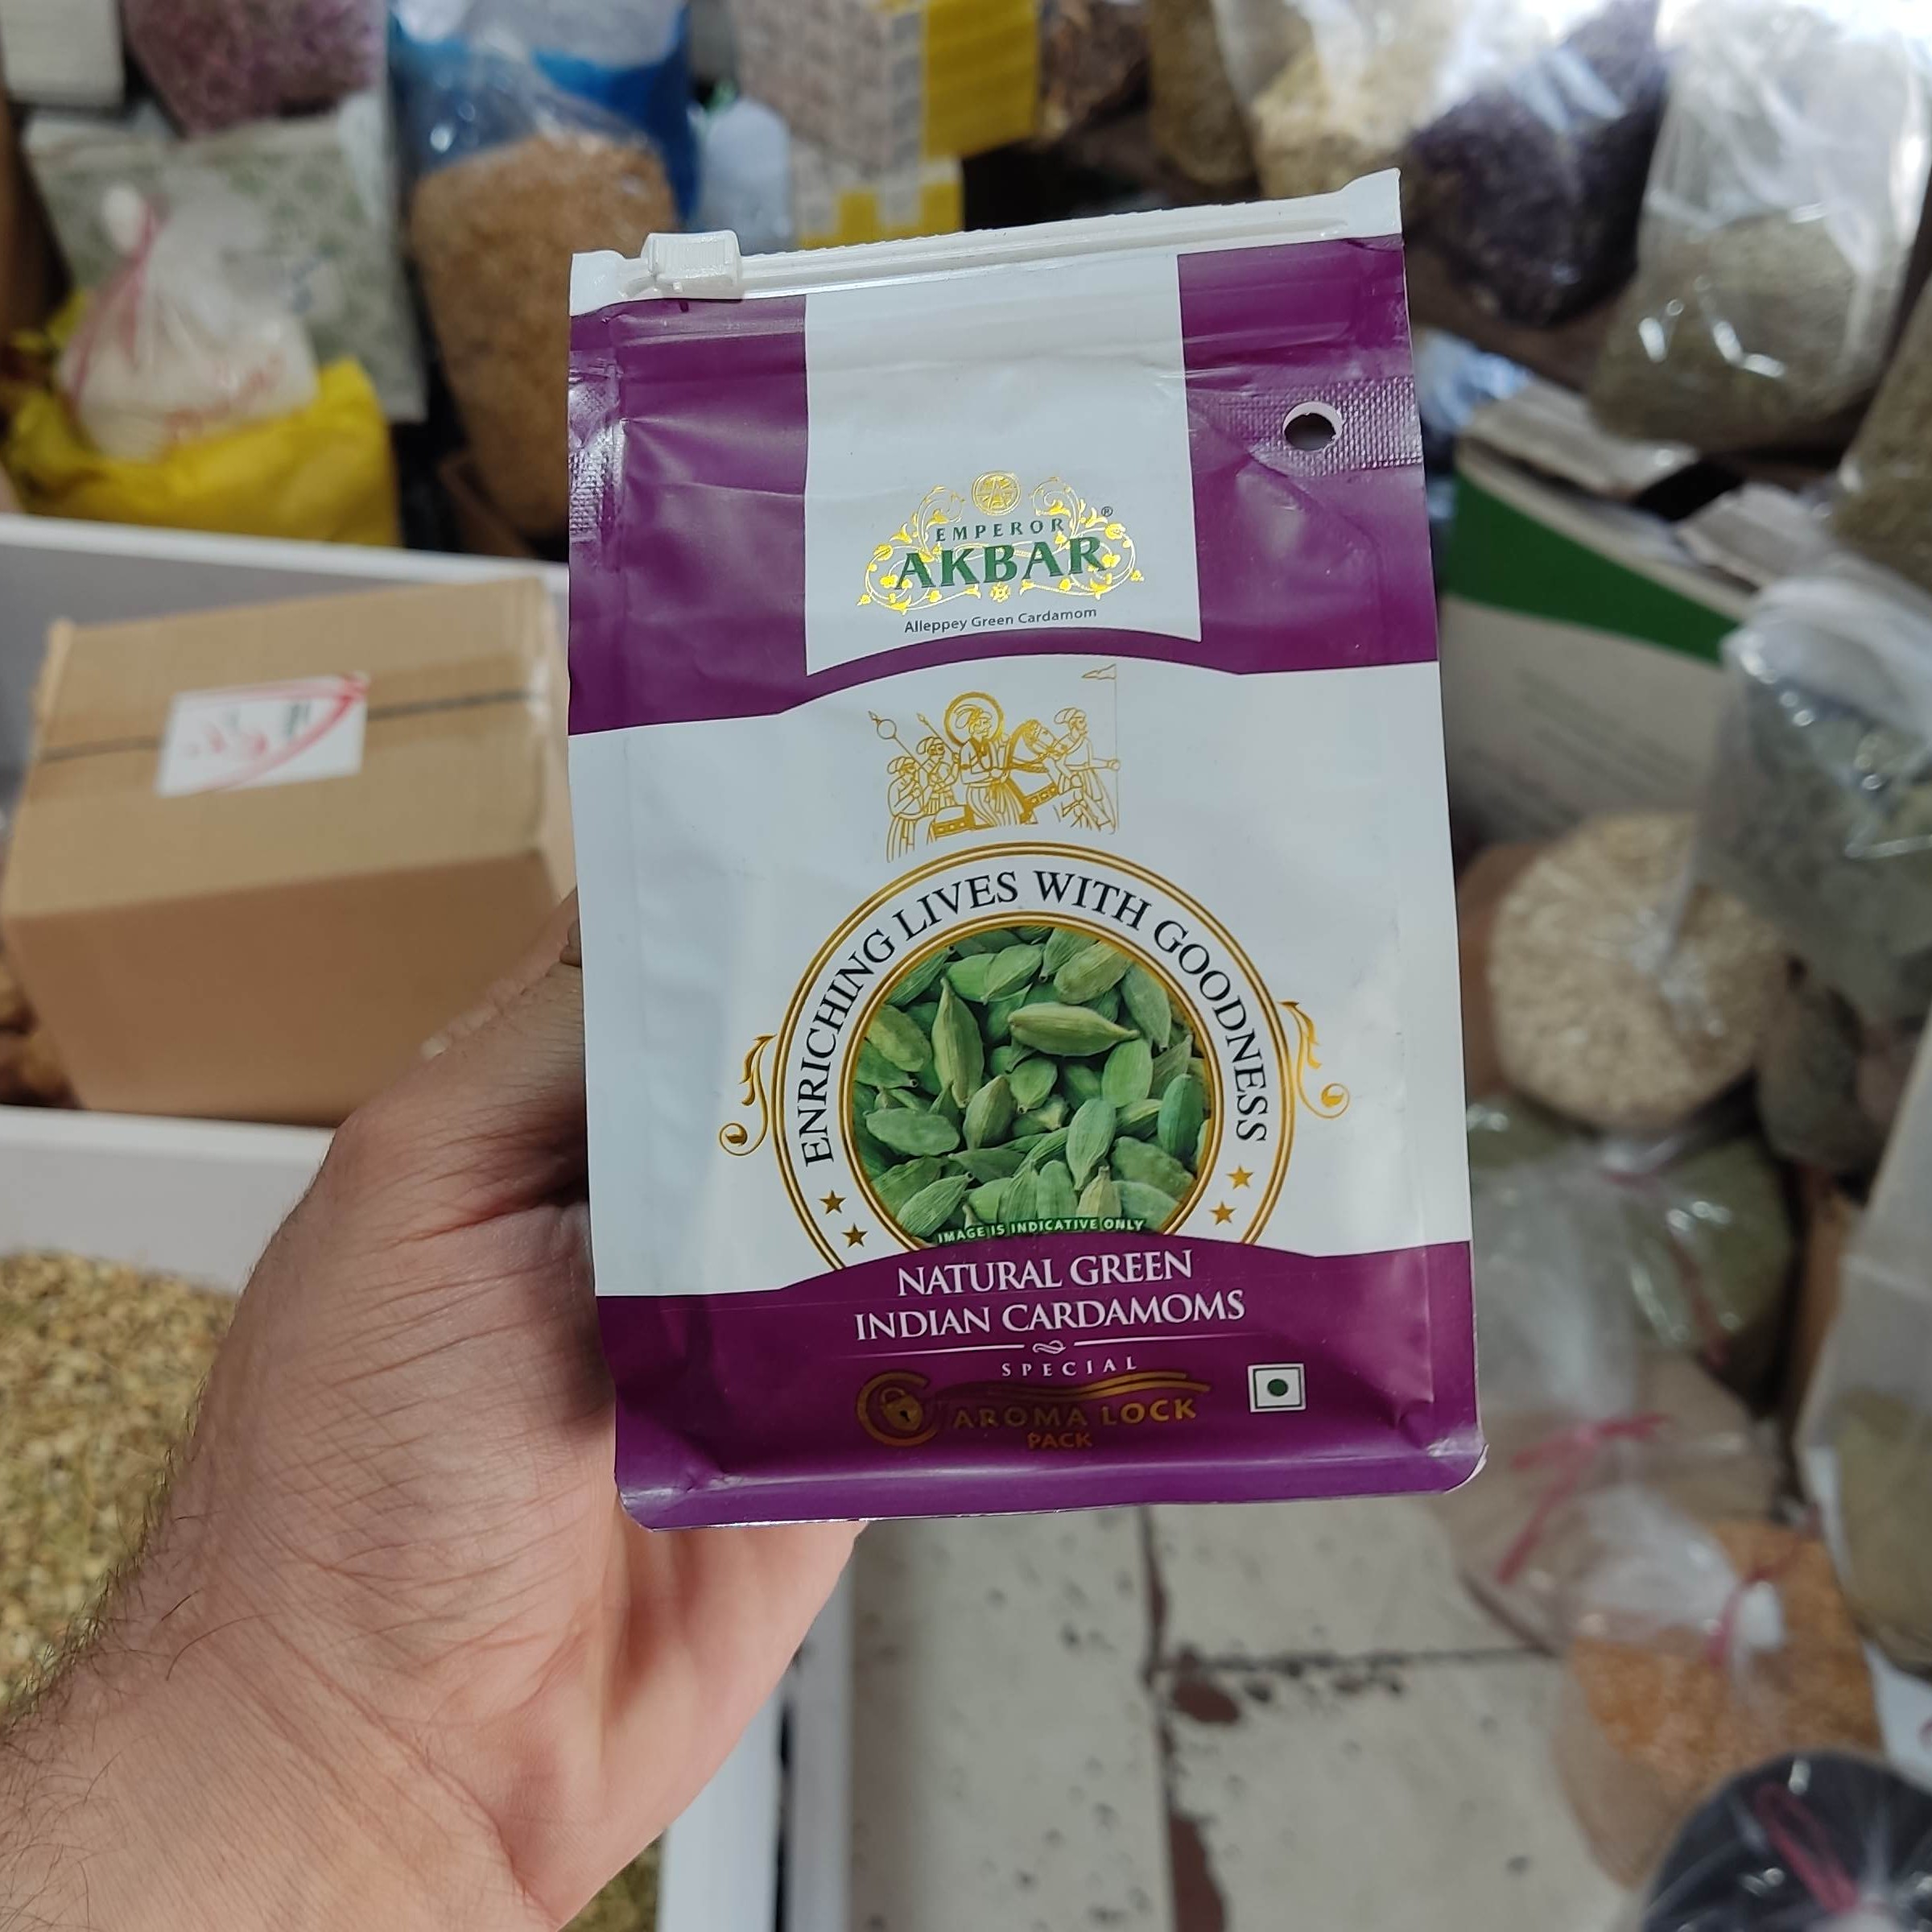 EMPEROR ®
AKBAR
Alleppey Green Cardamom
ENRICHING LIVES WITH GOODNESS
IMAGE IS INDICATIVE ONLY
NATURAL GREEN
INDIAN CARDAMOMS
SPECIAL
AROMA LOCK
PACK